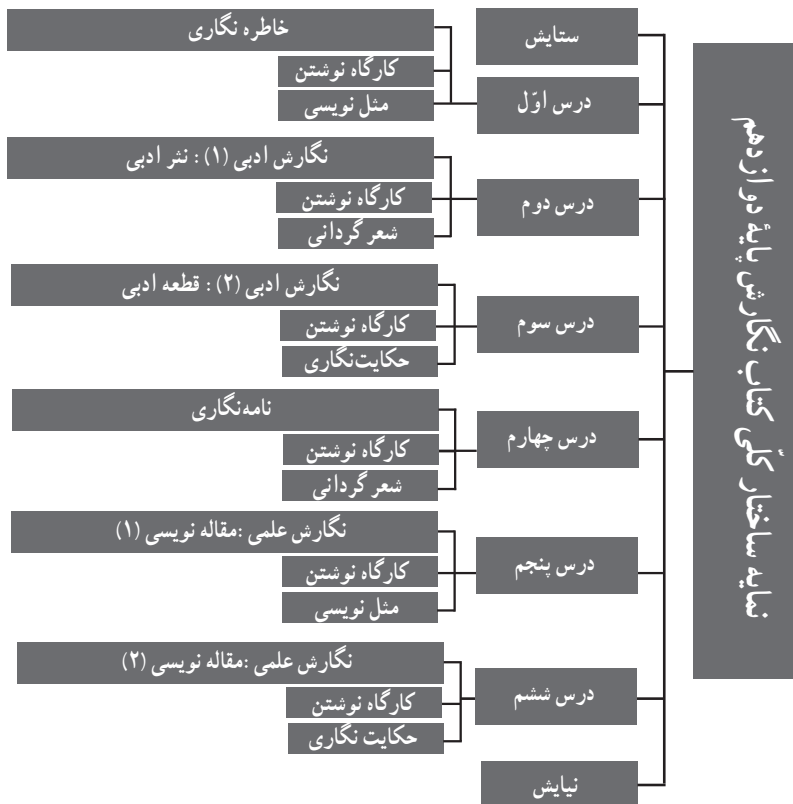 نمایه ساختار کلّی کتاب نگارش پایهٔ دوازدهم
ستایش
درس اوّل
خاطره نگاری
کارگاه نوشتن
مثل نویسی
درس دوم
نگارش ادبی (۱) : نثر ادبی
کارگاه نوشتن
شعر گردانی
درس سوم
نگارش ادبی (۲) : قطعه ادبی
کارگاه نوشتن
حکایت‌نگاری
درس چهارم
نامه‌نگاری
کارگاه نوشتن
شعر گردانی
درس پنجم
نگارش علمی :مقاله نویسی (۱)
کارگاه نوشتن
مثل نویسی
درس ششم
نگارش علمی :مقاله نویسی (۲)
کارگاه نوشتن
حکایت نگاری
نیایش